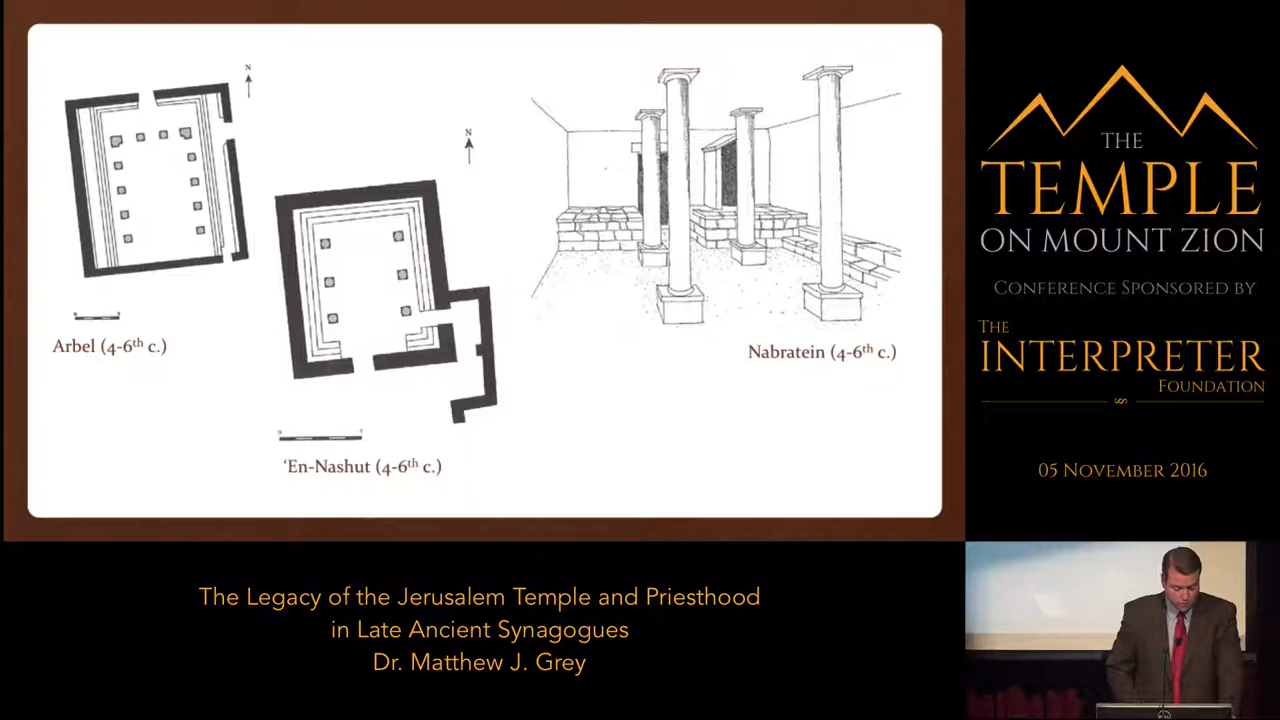 N
N
Arbel (4-6th c.)
Nabratein (4-6th c.)
‘En-Nashut (4-6th c.)
THE
TEMPLE
ON MOUNT ZION
CONFERENCE SPONSORED BY
THE
INTERPRETER
FOUNDATION
05 NOVEMBER 2016
The Legacy of the Jerusalem Temple and Priesthood
in Late Ancient Synagogues
Dr. Matthew J. Grey